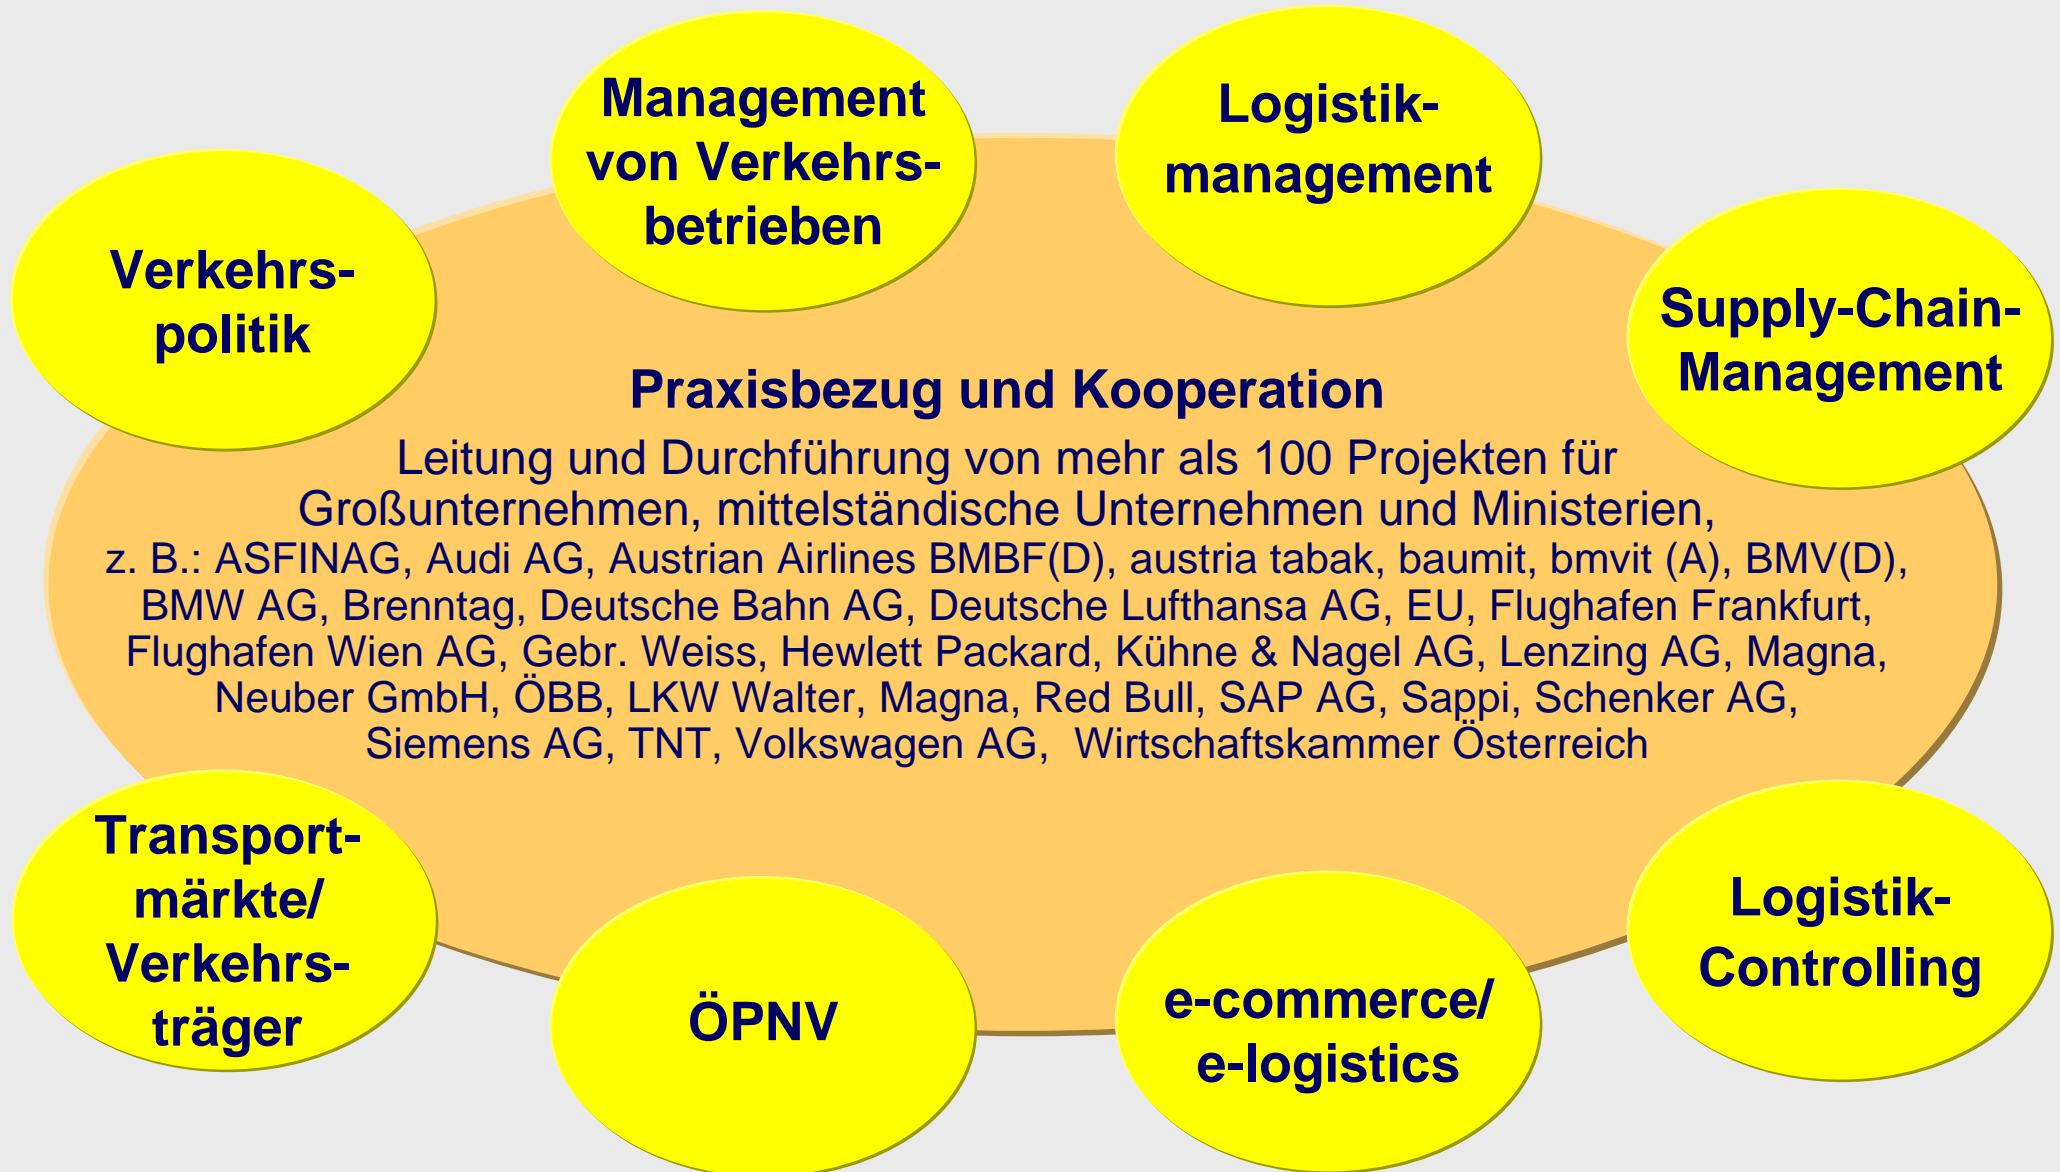 Management
von Verkehrs-
betrieben
Logistik-
management
Verkehrs-
politik
Supply-Chain-
Management
Praxisbezug und Kooperation
Leitung und Durchführung von mehr als 100 Projekten für
Großunternehmen, mittelständische Unternehmen und Ministerien,
z. B.: ASFINAG, Audi AG, Austrian Airlines BMBF(D), austria tabak, baumit, bmvit (A), BMV(D),
BMW AG, Brenntag, Deutsche Bahn AG, Deutsche Lufthansa AG, EU, Flughafen Frankfurt,
Flughafen Wien AG, Gebr. Weiss, Hewlett Packard, Kühne & Nagel AG, Lenzing AG, Magna,
Neuber GmbH, ÖBB, LKW Walter, Magna, Red Bull, SAP AG, Sappi, Schenker AG,
Siemens AG, TNT, Volkswagen AG,  Wirtschaftskammer Österreich
Transport-
märkte/
Verkehrs-
träger
ÖPNV
e-commerce/
e-logistics
Logistik-
Controlling